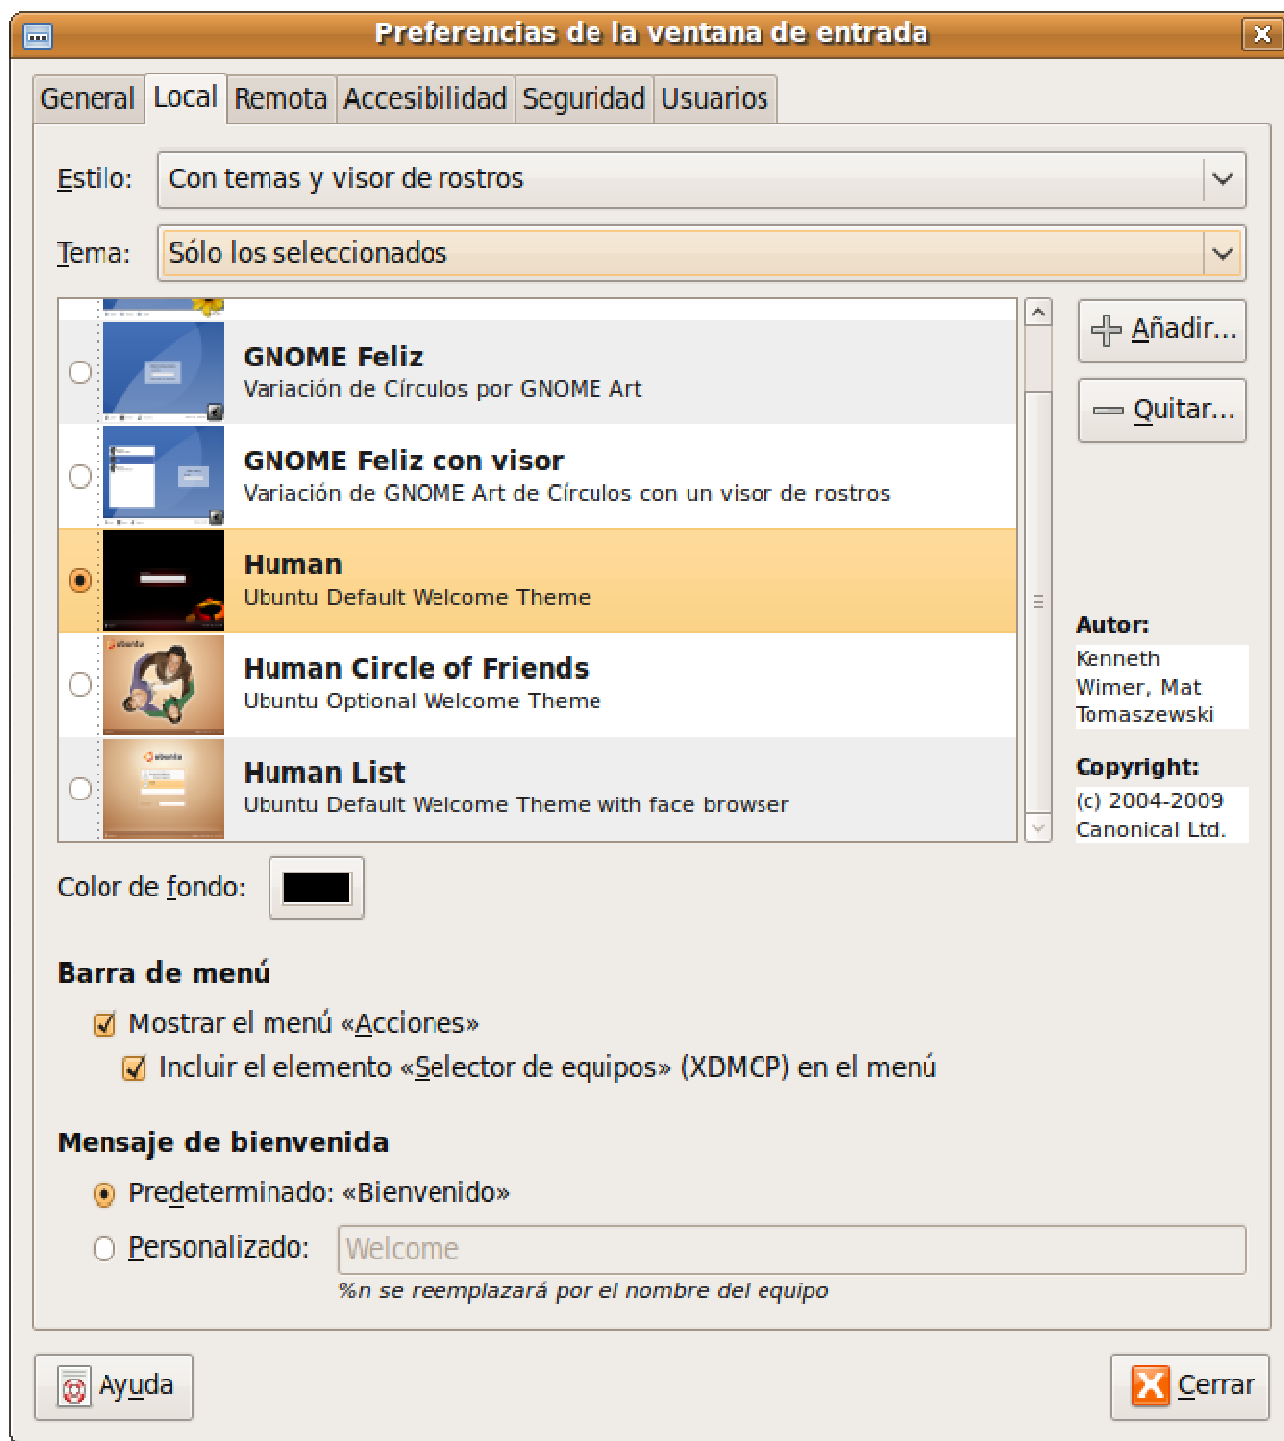 Preferencias de la ventana de entrada
General Local Remota Accesibilidad Seguridad Usuarios
Estilo: Con temas y visor de rostros
Tema: Sólo los seleccionados
Añadir...
Quitar...
GNOME Feliz
Variación de Círculos por GNOME Art
GNOME Feliz con visor
Variación de GNOME Art de Círculos con un visor de rostros
Human
Ubuntu Default Welcome Theme
ubuntu
Human Circle of Friends
Ubuntu Optional Welcome Theme
ubuntu
Human List
Ubuntu Default Welcome Theme with face browser
Autor:
Kenneth
Wimer, Mat
Tomaszewski
Copyright:
(c) 2004-2009
Canonical Ltd.
Color de fondo:
Barra de menú
Mostrar el menú «Acciones»
Incluir el elemento «Selector de equipos» (XDMCP) en el menú
Mensaje de bienvenida
Predeterminado: «Bienvenido»
Personalizado: Welcome
%n se reemplazará por el nombre del equipo
Ayuda
Cerrar